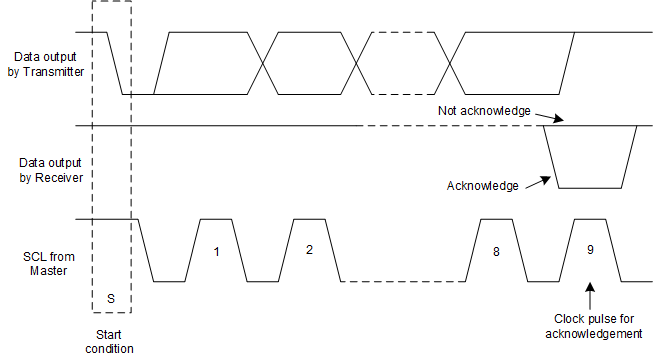 Data output
by Transmitter
Not acknowledge
Data output
by Receiver
Acknowledge
SCL from
Master
1
2
8
9
S
Start
condition
Clock pulse for
acknowledgement